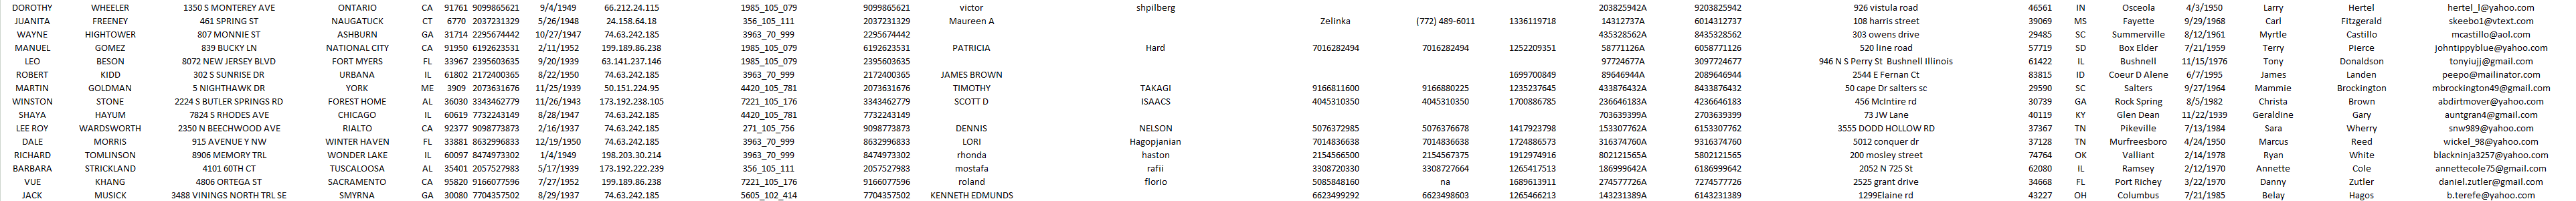 DOROTHY WHEELER 1350 S MONTEREY AVE ONTARIO CA 91761 9099865621 9/4/1949 66.212.24.115 1985_105_079 9099865621 victor shpilberg 203825942A 9203825942 926 vistula road 46561 IN Osceola 4/3/1950 Larry Hertel hertel_l@yahoo.com
JUANITA FREENEY 461 SPRING ST NAUGATUCK CT 6770 2037231929 5/26/1948 24.158.64.18 356_105_111 2037231929 Maureen A Zelinka (772) 489-6011 1336119718 14312737A 6014312737 108 harris street 39069 MS Fayette 9/29/1968 Carl Fitzgerald skeebo1@vtext.com
WAYNE HIGHTOWER 807 MONNIE ST ASHBURN GA 31714 2295674442 10/27/1947 74.63.242.185 3963_70_999 2295674442 435328562A 8435328562 303 owens drive 29485 SC Summerville 8/12/1961 Myrtle Castillo mcastillo@aol.com
MANUEL GOMEZ 839 BUCKY LN NATIONAL CITY CA 91950 6192623531 2/11/1952 199.189.86.238 1985_105_079 6192623531 PATRICIA Hard 7016282494 7016282494 1252209351 58771126A 6058771126 520 line road 57719 SD Box Elder 7/21/1959 Terry Pierce johntippyblue@yahoo.com
LEO BESON 8072 NEW JERSEY BLVD FORT MYERS FL 33967 2395603635 9/20/1939 63.141.237.146 1985_105_079 2395603635 97724677A 3097724677 946 N S Perry St Bushnell Illinois 61422 IL Bushnell 11/15/1976 Tony Donaldson tonyiujj@gmail.com
ROBERT KIDD 302 S SUNRISE DR URBANA IL 61802 2172400365 8/22/1950 74.63.242.185 3963_70_999 2172400365 JAMES BROWN 1699700849 89646944A 2089646944 2544 E Fernan Ct 83815 ID Coeur D Alene 6/7/1995 James Landen peepo@mailinator.com
MARTIN GOLDMAN 5 NIGHTHAWK DR YORK ME 3909 2073631676 11/25/1939 50.151.224.95 4420_105_781 2073631676 TIMOTHY TAKAGI 9166811600 9166880225 1235237645 433876432A 8433876432 50 cape Dr salters sc 29590 SC Salters 9/27/1964 Mammie Brockington mbrockington49@gmail.com
WINSTON STONE 2224 S BUTLER SPRINGS RD FOREST HOME AL 36030 3343462779 11/26/1943 173.192.238.105 7221_105_176 3343462779 SCOTT D ISAACS 4045310350 4045310350 1700886785 236646183A 4236646183 456 McIntire rd 30739 GA Rock Spring 8/5/1982 Christa Brown abdirtmover@yahoo.com
SHAYA HAYUM 7824 S RHODES AVE CHICAGO IL 60619 7732243149 8/28/1947 74.63.242.185 4420_105_781 7732243149 703639399A 2703639399 73 JW Lane 40119 KY Glen Dean 11/22/1939 Geraldine Gary auntgran4@gmail.com
LEE ROY WARDSWORTH 2350 N BEECHWOOD AVE RIALTO CA 92377 9098773873 2/16/1937 74.63.242.185 271_105_756 9098773873 DENNIS NELSON 5076372985 5076376678 1417923798 153307762A 6153307762 3555 DODD HOLLOW RD 37367 TN Pikeville 7/13/1984 Sara Wherry snw989@yahoo.com
DALE MORRIS 915 AVENUE Y NW WINTER HAVEN FL 33881 8632996833 12/19/1950 74.63.242.185 3963_70_999 8632996833 LORI Hagopjanian 7014836638 7014836638 1724886573 316374760A 9316374760 5012 conquer dr 37128 TN Murfreesboro 4/24/1950 Marcus Reed wickel_98@yahoo.com
RICHARD TOMLINSON 8906 MEMORY TRL WONDER LAKE IL 60097 8474973302 1/4/1949 198.203.30.214 3963_70_999 8474973302 rhonda haston 2154566500 2154567375 1912974916 802121565A 5802121565 200 mosley street 74764 OK Valliant 2/14/1978 Ryan White blackninja3257@yahoo.com
BARBARA STRICKLAND 4101 60TH CT TUSCALOOSA AL 35401 2057527983 5/17/1939 173.192.222.239 356_105_111 2057527983 mostafa rafii 3308720330 3308727664 1265417513 186999642A 6186999642 2052 N 725 St 62080 IL Ramsey 2/12/1970 Annette Cole annettecole75@gmail.com
VUE KHANG 4806 ORTEGA ST SACRAMENTO CA 95820 9166077596 7/27/1952 199.189.86.238 7221_105_176 9166077596 roland florio 5085848160 na 1689613911 274577726A 7274577726 2525 grant drive 34668 FL Port Richey 3/22/1970 Danny Zutler daniel.zutler@gmail.com
JACK MUSICK 3488 VININGS NORTH TRL SE SMYRNA GA 30080 7704357502 8/29/1937 74.63.242.185 5605_102_414 7704357502 KENNETH EDMUNDS 6623499292 6623498603 1265466213 143231389A 6143231389 1299Elaine rd 43227 OH Columbus 7/21/1985 Belay Hagos b.terefe@yahoo.com